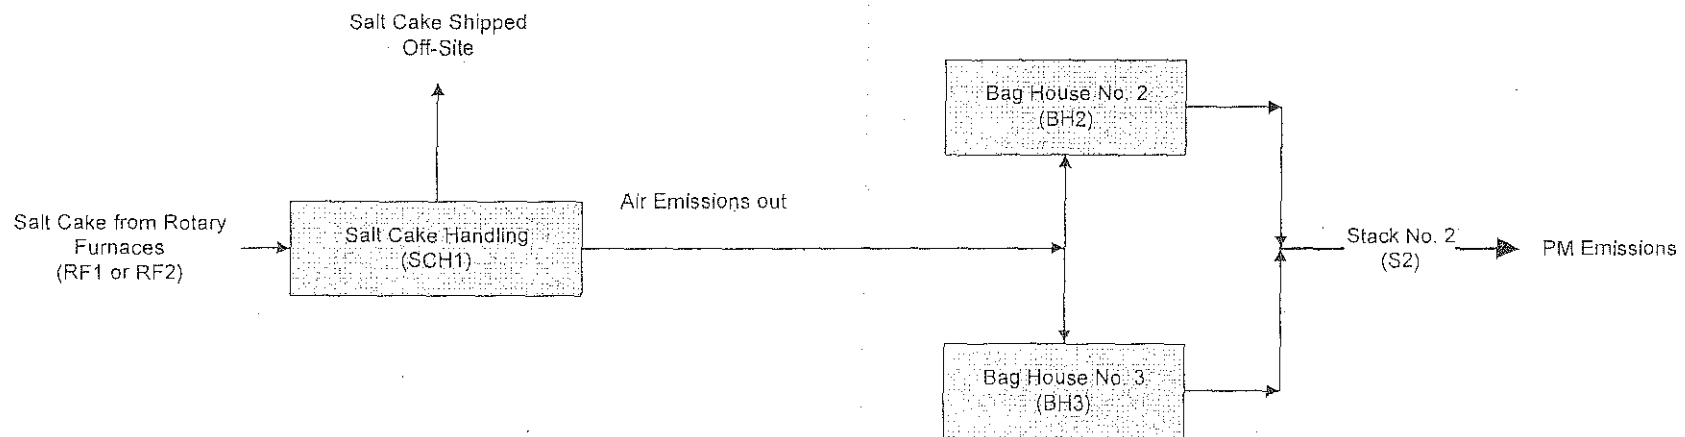 Salt Cake Shipped
Off-Site
Bag House No. 2
(BH2)
Air Emissions out
Salt Cake from Rotary
Furnaces
(RF1 or RF2)
Salt Cake Handling
(SCH1)
Stack No. 2
(S2)
PM Emissions
Bag House No. 3
(BH3)